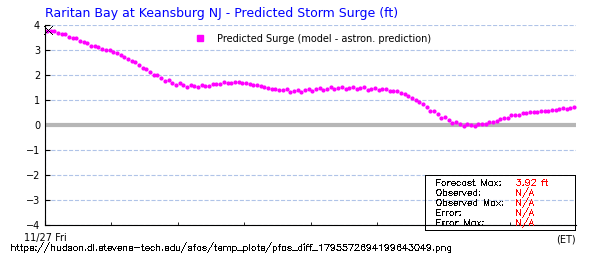 Raritan Bay at Keansburg NJ - Predicted Storm Surge (ft)
4
Predicted Surge (model - astron. prediction)
3
2
1
0
−1
−2
Forecast Max: 3.92 ft
Observed: N/A
−3
Observed Max: N/A
Error: N/A
Error Max: N/A
−4
11/27 Fri
(ET)
https://hudson.dl.stevens-tech.edu/sfas/temp_plots/pfas_diff_1795572694199643049.png